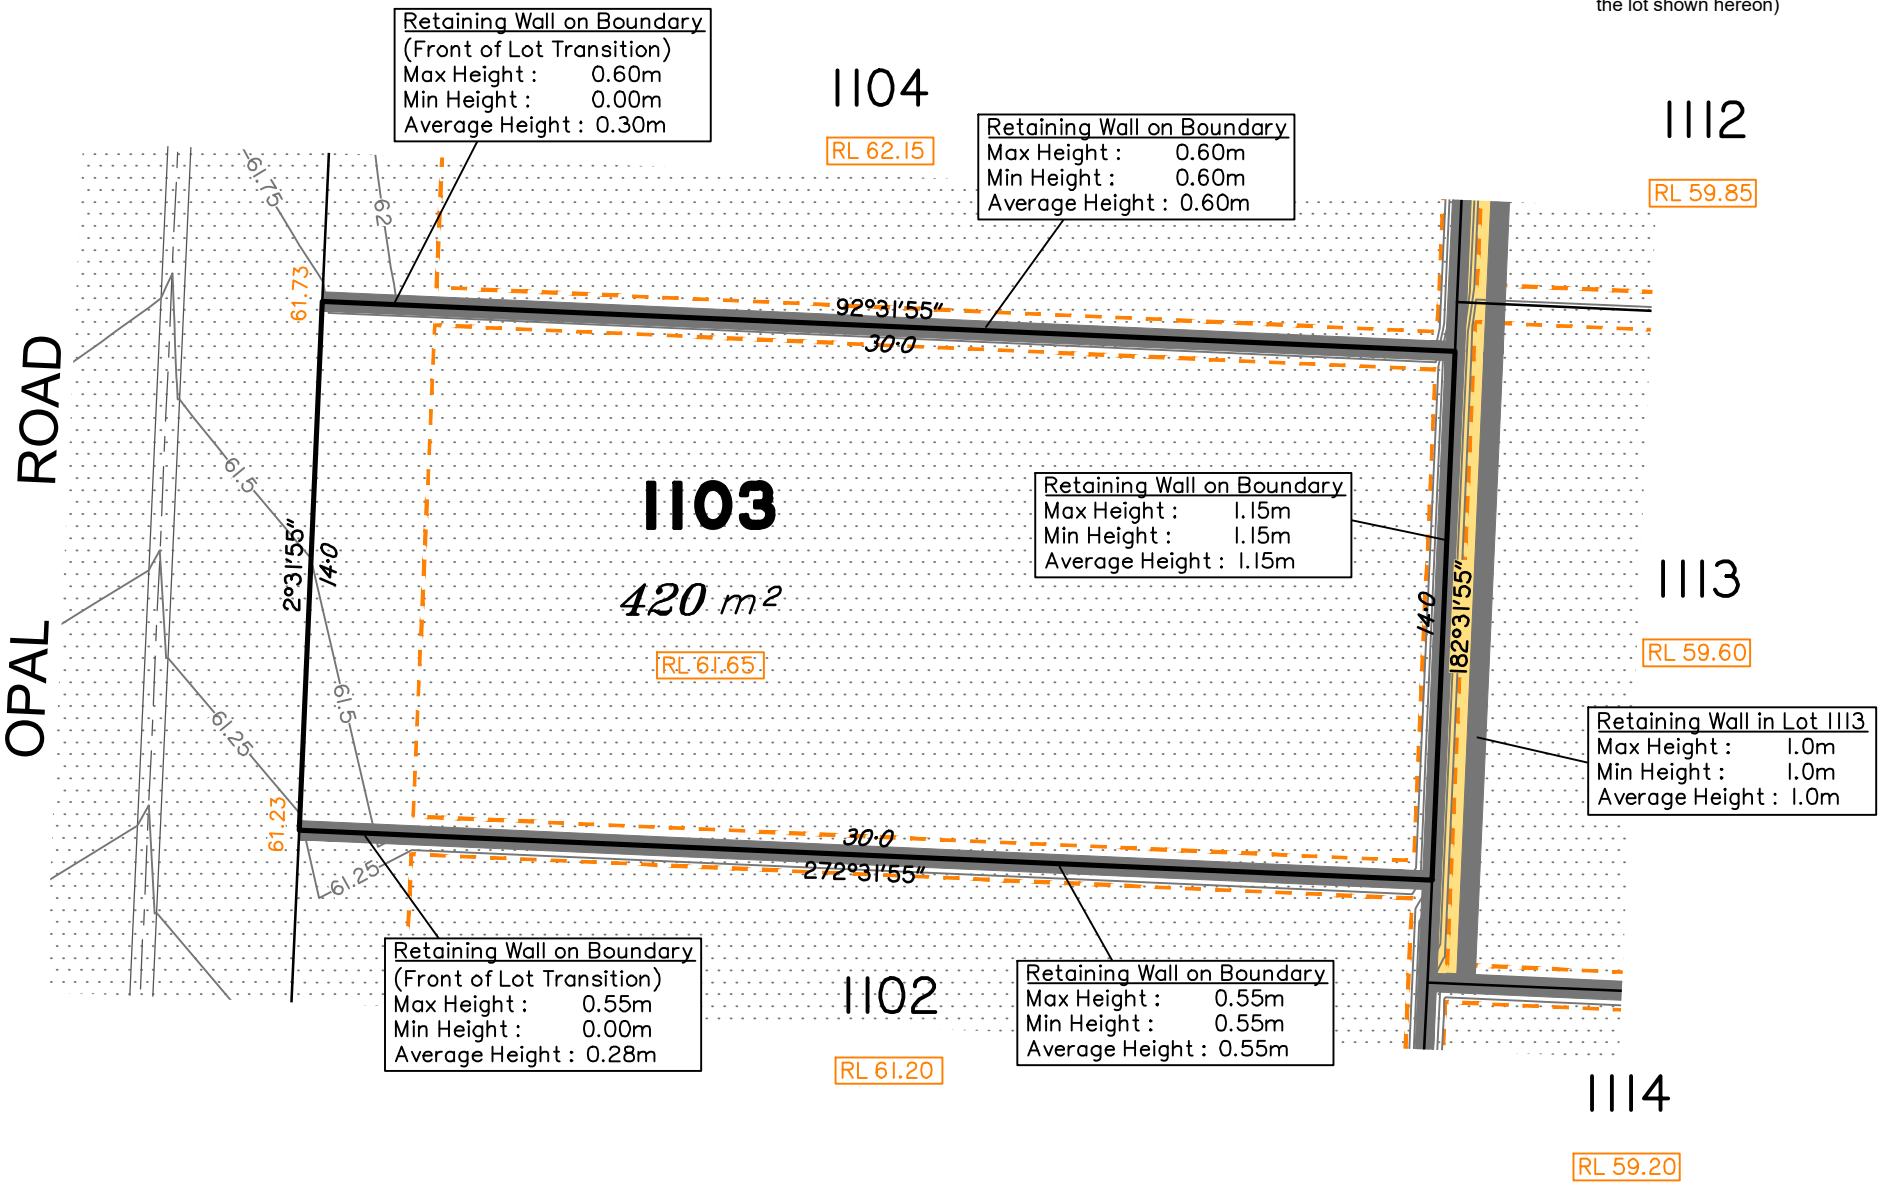 the lot shown hereon)
Retaining Wall on Boundary
(Front of Lot Transition)
Max Height : 0.60m
Min Height : 0.00m
Average Height : 0.30m
1104
RL 62.15
Retaining Wall on Boundary
Max Height : 0.60m
Min Height : 0.60m
Average Height : 0.60m
1112
RL 59.85
61.75
62
61.73
92°31'55"
30·0
OPAL ROAD
61.5
2°31'55"
14·0
1103
420 m²
RL 61.65
Retaining Wall on Boundary
Max Height : 1.15m
Min Height : 1.15m
Average Height : 1.15m
14·0
182°31'55"
1113
RL 59.60
61.5
61.25
Retaining Wall in Lot 1113
Max Height : 1.0m
Min Height : 1.0m
Average Height : 1.0m
61.23
30·0
272°31'55"
61.25
Retaining Wall on Boundary
(Front of Lot Transition)
Max Height : 0.55m
Min Height : 0.00m
Average Height : 0.28m
1102
RL 61.20
Retaining Wall on Boundary
Max Height : 0.55m
Min Height : 0.55m
Average Height : 0.55m
1114
RL 59.20